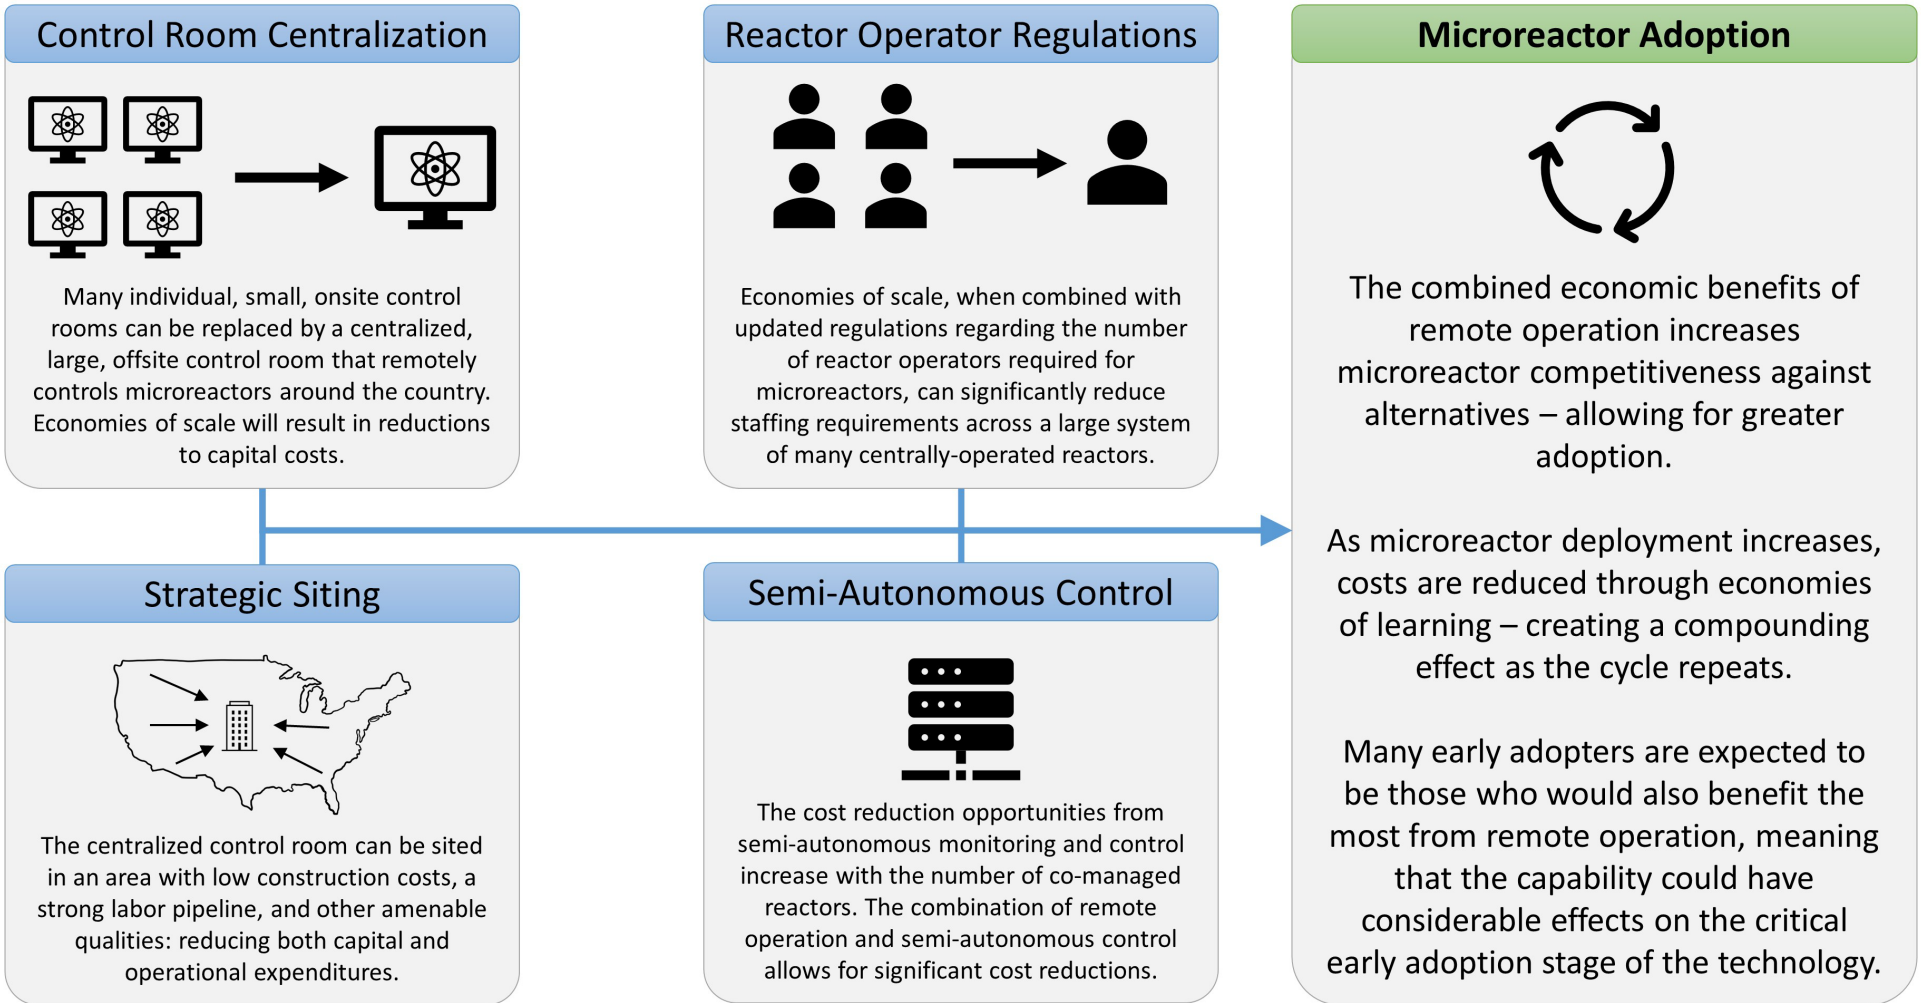 Control Room Centralization
Many individual, small, onsite control
rooms can be replaced by a centralized,
large, offsite control room that remotely
controls microreactors around the country.
Economies of scale will result in reductions
to capital costs.
Reactor Operator Regulations
Economies of scale, when combined with
updated regulations regarding the number
of reactor operators required for
microreactors, can significantly reduce
staffing requirements across a large system
of many centrally-operated reactors.
Strategic Siting
The centralized control room can be sited
in an area with low construction costs, a
strong labor pipeline, and other amenable
qualities: reducing both capital and
operational expenditures.
Semi-Autonomous Control
The cost reduction opportunities from
semi-autonomous monitoring and control
increase with the number of co-managed
reactors. The combination of remote
operation and semi-autonomous control
allows for significant cost reductions.
Microreactor Adoption
The combined economic benefits of
remote operation increases
microreactor competitiveness against
alternatives – allowing for greater
adoption.
As microreactor deployment increases,
costs are reduced through economies
of learning – creating a compounding
effect as the cycle repeats.
Many early adopters are expected to
be those who would also benefit the
most from remote operation, meaning
that the capability could have
considerable effects on the critical
early adoption stage of the technology.